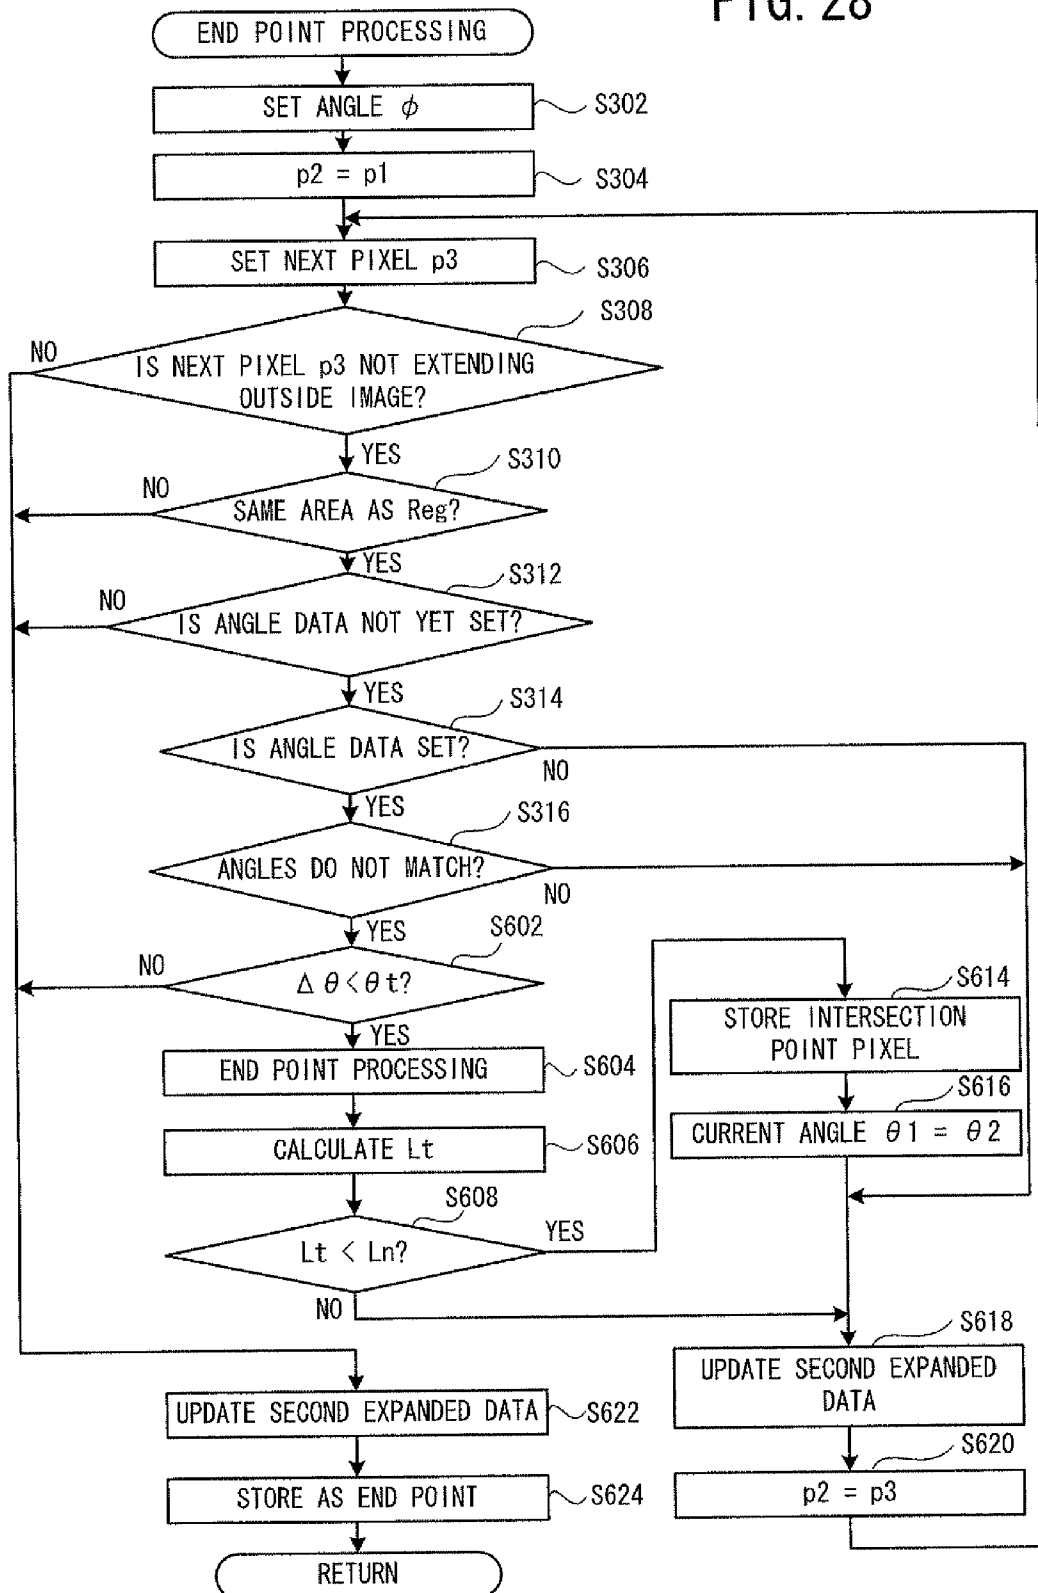 FIG. 28
END POINT PROCESSING
SET ANGLE φ
S302
p2 = p1
S304
SET NEXT PIXEL p3
S306
S308
NO
IS NEXT PIXEL p3 NOT EXTENDING
OUTSIDE IMAGE?
YES
S310
NO
SAME AREA AS Reg?
YES
S312
NO
IS ANGLE DATA NOT YET SET?
YES
S314
IS ANGLE DATA SET?
NO
YES
S316
ANGLES DO NOT MATCH?
NO
YES
S602
NO
Δθ<θt?
YES
END POINT PROCESSING
S604
CALCULATE Lt
S606
S608
Lt < Ln?
YES
NO
S614
STORE INTERSECTION
POINT PIXEL
S616
CURRENT ANGLE θ1 = θ2
S618
UPDATE SECOND EXPANDED
DATA
S620
p2 = p3
UPDATE SECOND EXPANDED DATA
S622
STORE AS END POINT
S624
RETURN